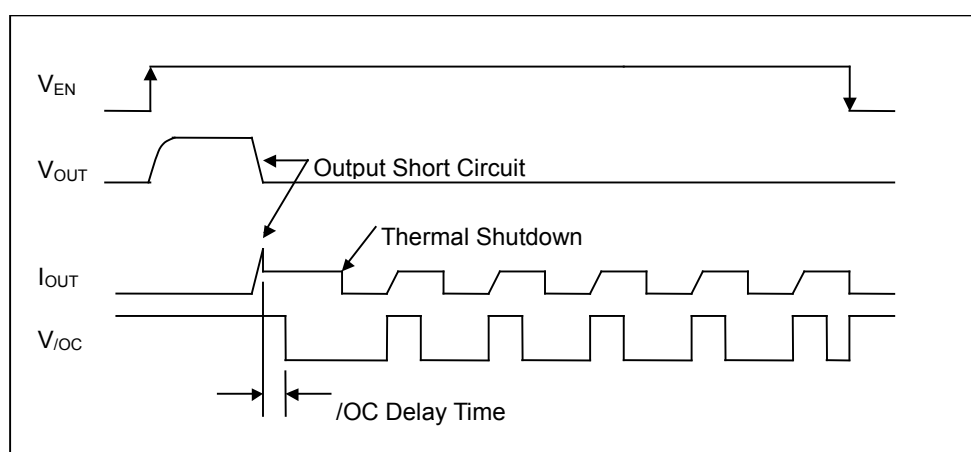 VEN
VOUT
Output Short Circuit
Thermal Shutdown
IOUT
V/OC
/OC Delay Time